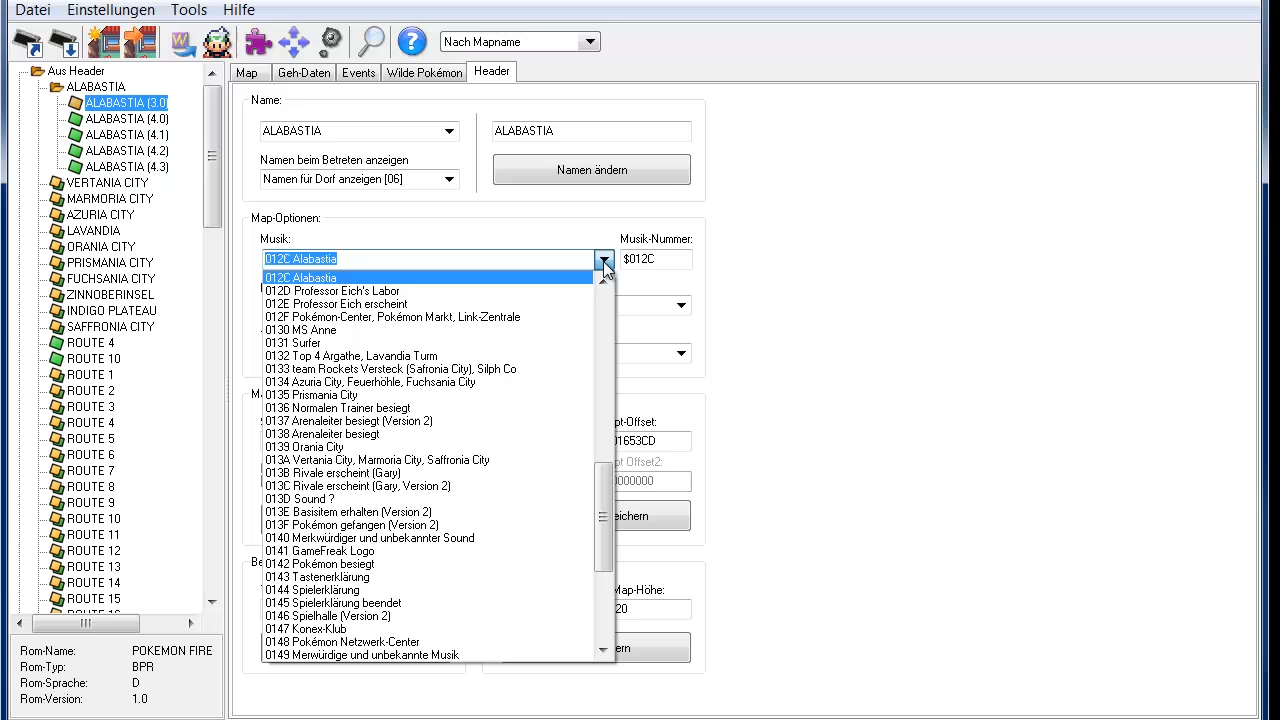 Datei Einstellungen Tools Hilfe
Nach Mapname
Aus Header
ALABASTIA
ALABASTIA (3.0)
ALABASTIA (4.0)
ALABASTIA (4.1)
ALABASTIA (4.2)
ALABASTIA (4.3)
VERTANIA CITY
MARMORIA CITY
AZURIA CITY
LAVANDIA
ORANIA CITY
PRISMANIA CITY
FUCHSANIA CITY
ZINNOBERINSEL
INDIGO PLATEAU
SAFFRONIA CITY
ROUTE 4
ROUTE 10
ROUTE 1
ROUTE 2
ROUTE 3
ROUTE 4
ROUTE 5
ROUTE 6
ROUTE 7
ROUTE 8
ROUTE 9
ROUTE 10
ROUTE 11
ROUTE 12
ROUTE 13
ROUTE 14
ROUTE 15
Rom-Name: POKEMON FIRE
Rom-Typ: BPR
Rom-Sprache: D
Rom-Version: 1.0
Map Geh-Daten Events Wilde Pokémon Header
Name:
ALABASTIA ALABASTIA
Namen beim Betreten anzeigen
Namen für Dorf anzeigen [06] Namen ändern
Map-Optionen:
Musik: Musik-Nummer:
012C Alabastia $012C
012C Alabastia
012D Professor Eich's Labor
012E Professor Eich erscheint
012F Pokémon-Center, Pokémon Markt, Link-Zentrale
0130 MS Anne
0131 Surfer
0132 Top 4 Argathe, Lavandia Turm
0133 team Rockets Versteck (Safronia City), Silph Co
0134 Azuria City, Feuerhöhle, Fuchsania City
0135 Prismania City
0136 Normalen Trainer besiegt
0137 Arenaleiter besiegt (Version 2)
0138 Arenaleiter besiegt
0139 Orania City
013A Vertania City, Marmoria City, Saffronia City
013B Rivale erscheint (Gary)
013C Rivale erscheint (Gary, Version 2)
013D Sound ?
013E Basisitem erhalten (Version 2)
013F Pokémon gefangen (Version 2)
0140 Merkwürdiger und unbekannter Sound
0141 GameFreak Logo
0142 Pokémon besiegt
0143 Tastenerklärung
0144 Spielerklärung
0145 Spielerklärung beendet
0146 Spielhalle (Version 2)
0147 Konex-Klub
0148 Pokémon Netzwerk-Center
0149 Merwürdige und unbekannte Musik
pt-Offset:
01653CD
pt Offset2:
0000000
eichern
Map-Höhe:
20
ern